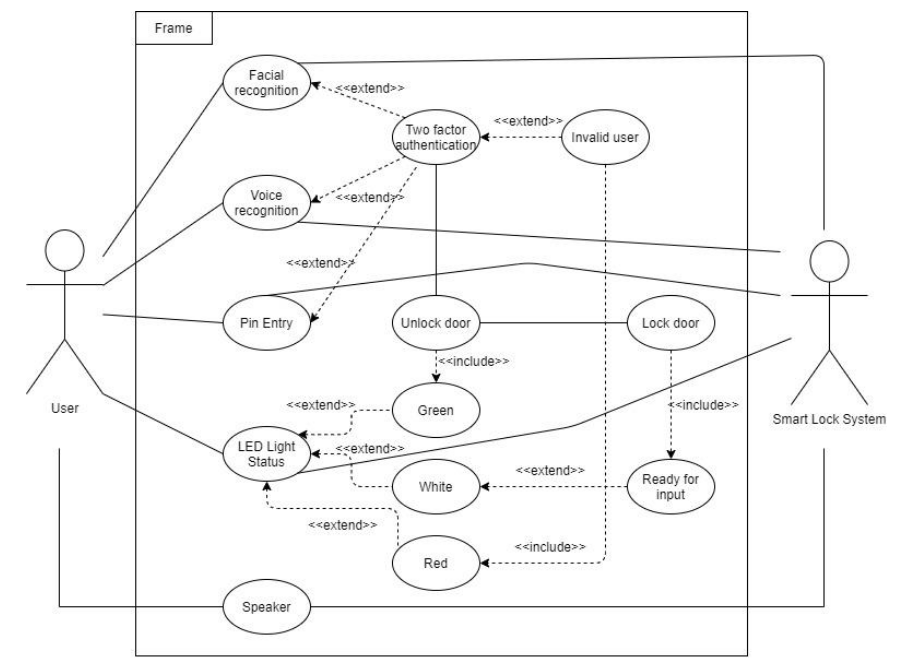 Frame
Facial
recognition
<<extend>>
Two factor
authentication
<<extend>>
Invalid user
Voice
recognition
<<extend>>
<<extend>>
Pin Entry
Unlock door
Lock door
<<include>>
User
Smart Lock System
<<extend>>
Green
<<include>>
LED Light
Status
<<extend>>
White
<<extend>>
Ready for
input
<<extend>>
Red
<<include>>
Speaker